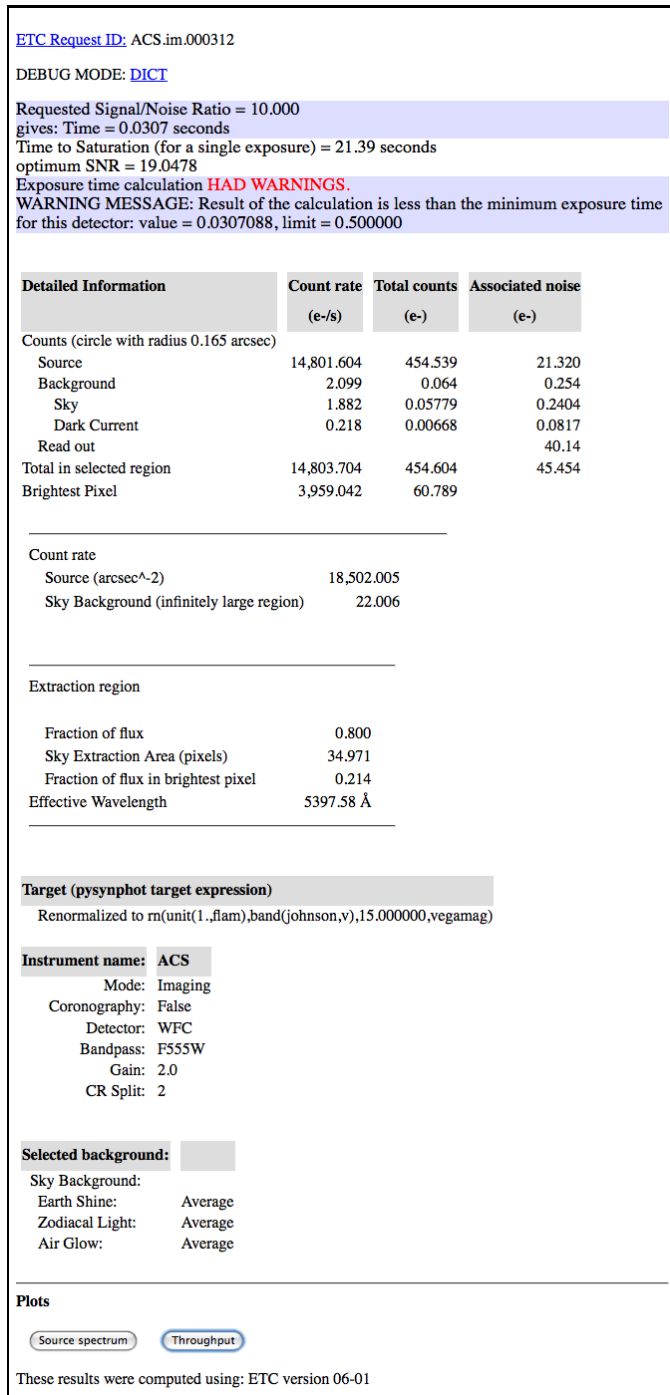 ETC Request ID: ACS.im.000312
DEBUG MODE: DICT
Requested Signal/Noise Ratio = 10.000
gives: Time = 0.0307 seconds
Time to Saturation (for a single exposure) = 21.39 seconds
optimum SNR = 19.0478
Exposure time calculation HAD WARNINGS.
WARNING MESSAGE: Result of the calculation is less than the minimum exposure time
for this detector: value = 0.0307088, limit = 0.500000
Detailed Information Count rate Total counts Associated noise
(e-/s) (e-) (e-)
Counts (circle with radius 0.165 arcsec)
Source 14,801.604 454.539 21.320
Background 2.099 0.064 0.254
Sky 1.882 0.05779 0.2404
Dark Current 0.218 0.00668 0.0817
Read out 40.14
Total in selected region 14,803.704 454.604 45.454
Brightest Pixel 3,959.042 60.789
Count rate
Source (arcsec^-2) 18,502.005
Sky Background (infinitely large region) 22.006
Extraction region
Fraction of flux 0.800
Sky Extraction Area (pixels) 34.971
Fraction of flux in brightest pixel 0.214
Effective Wavelength 5397.58 Å
Target (pysynphot target expression)
Renormalized to rn(unit(1.,flam),band(johnson,v),15.000000,vegamag)
Instrument name: ACS
Mode: Imaging
Coronography: False
Detector: WFC
Bandpass: F555W
Gain: 2.0
CR Split: 2
Selected background:
Sky Background:
Earth Shine: Average
Zodiacal Light: Average
Air Glow: Average
Plots
Source spectrum Throughput
These results were computed using: ETC version 06-01